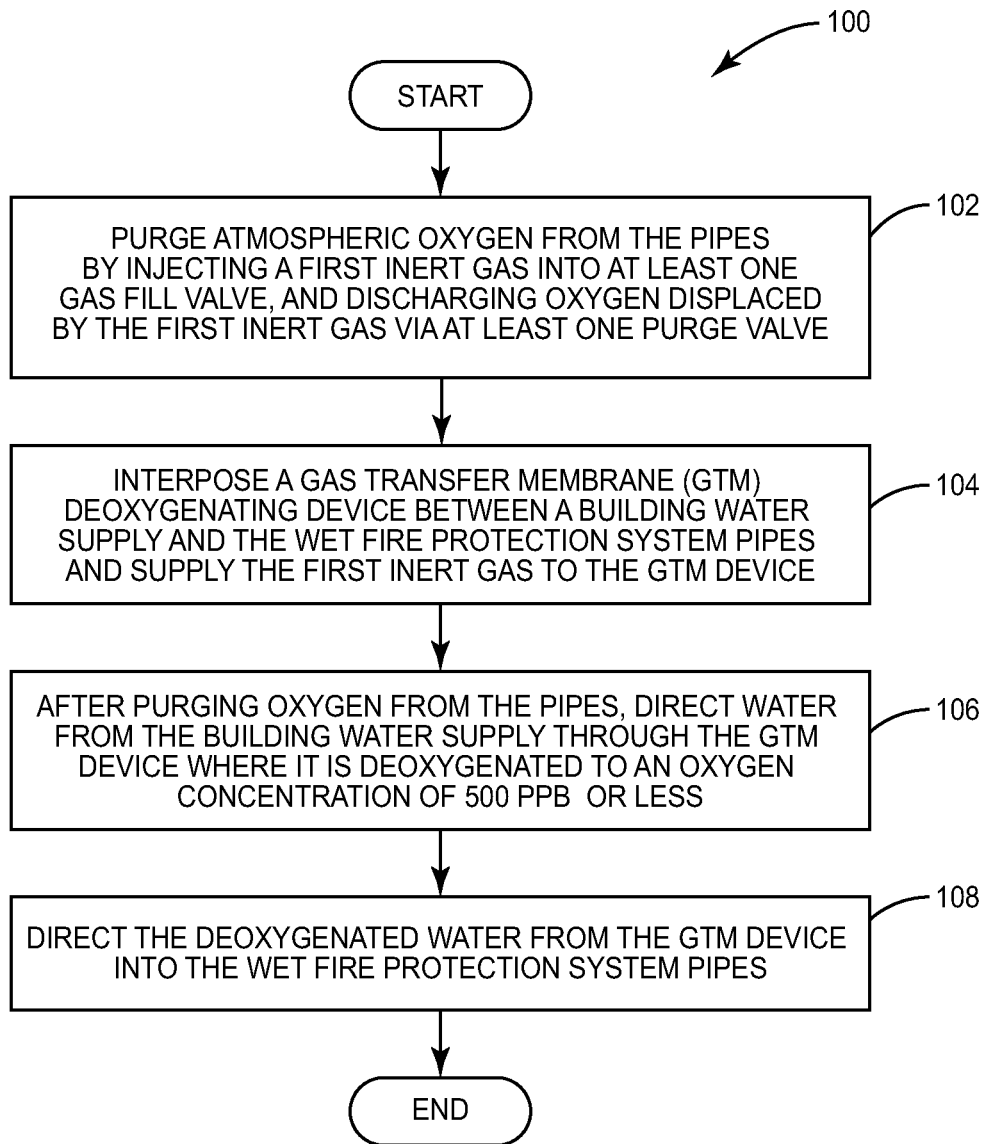 100
START
102
PURGE ATMOSPHERIC OXYGEN FROM THE PIPES
BY INJECTING A FIRST INERT GAS INTO AT LEAST ONE
GAS FILL VALVE, AND DISCHARGING OXYGEN DISPLACED
BY THE FIRST INERT GAS VIA AT LEAST ONE PURGE VALVE
104
INTERPOSE A GAS TRANSFER MEMBRANE (GTM)
DEOXYGENATING DEVICE BETWEEN A BUILDING WATER
SUPPLY AND THE WET FIRE PROTECTION SYSTEM PIPES
AND SUPPLY THE FIRST INERT GAS TO THE GTM DEVICE
106
AFTER PURGING OXYGEN FROM THE PIPES, DIRECT WATER
FROM THE BUILDING WATER SUPPLY THROUGH THE GTM
DEVICE WHERE IT IS DEOXYGENATED TO AN OXYGEN
CONCENTRATION OF 500 PPB OR LESS
108
DIRECT THE DEOXYGENATED WATER FROM THE GTM DEVICE
INTO THE WET FIRE PROTECTION SYSTEM PIPES
END